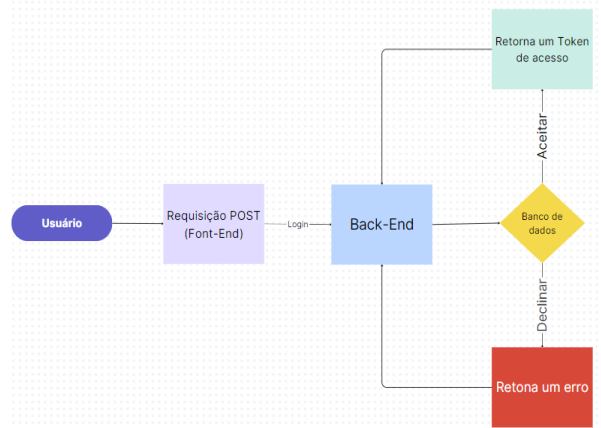 Usuário
Requisição POST
(Font-End)
Login
Back-End
Banco de
dados
Aceitar
Retorna um Token
de acesso
Declinar
Retona um erro